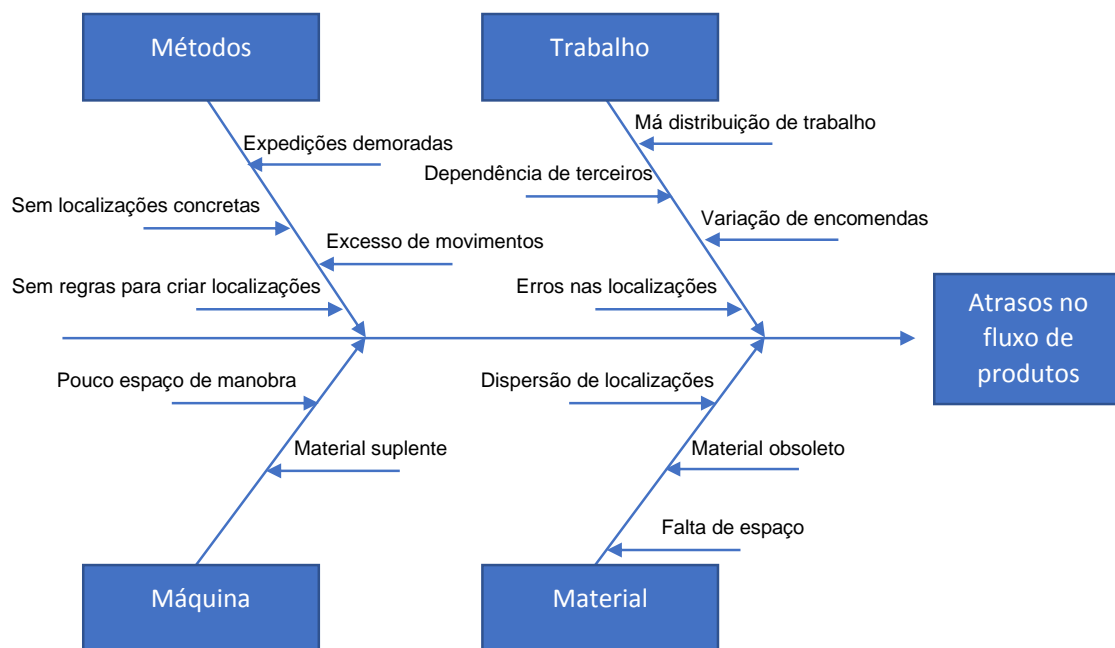 Métodos
Trabalho
Má distribuição de trabalho
Expedições demoradas
Dependência de terceiros
Sem localizações concretas
Variação de encomendas
Excesso de movimentos
Sem regras para criar localizações
Erros nas localizações
Atrasos no
fluxo de
produtos
Pouco espaço de manobra
Dispersão de localizações
Material suplente
Material obsoleto
Falta de espaço
Máquina
Material